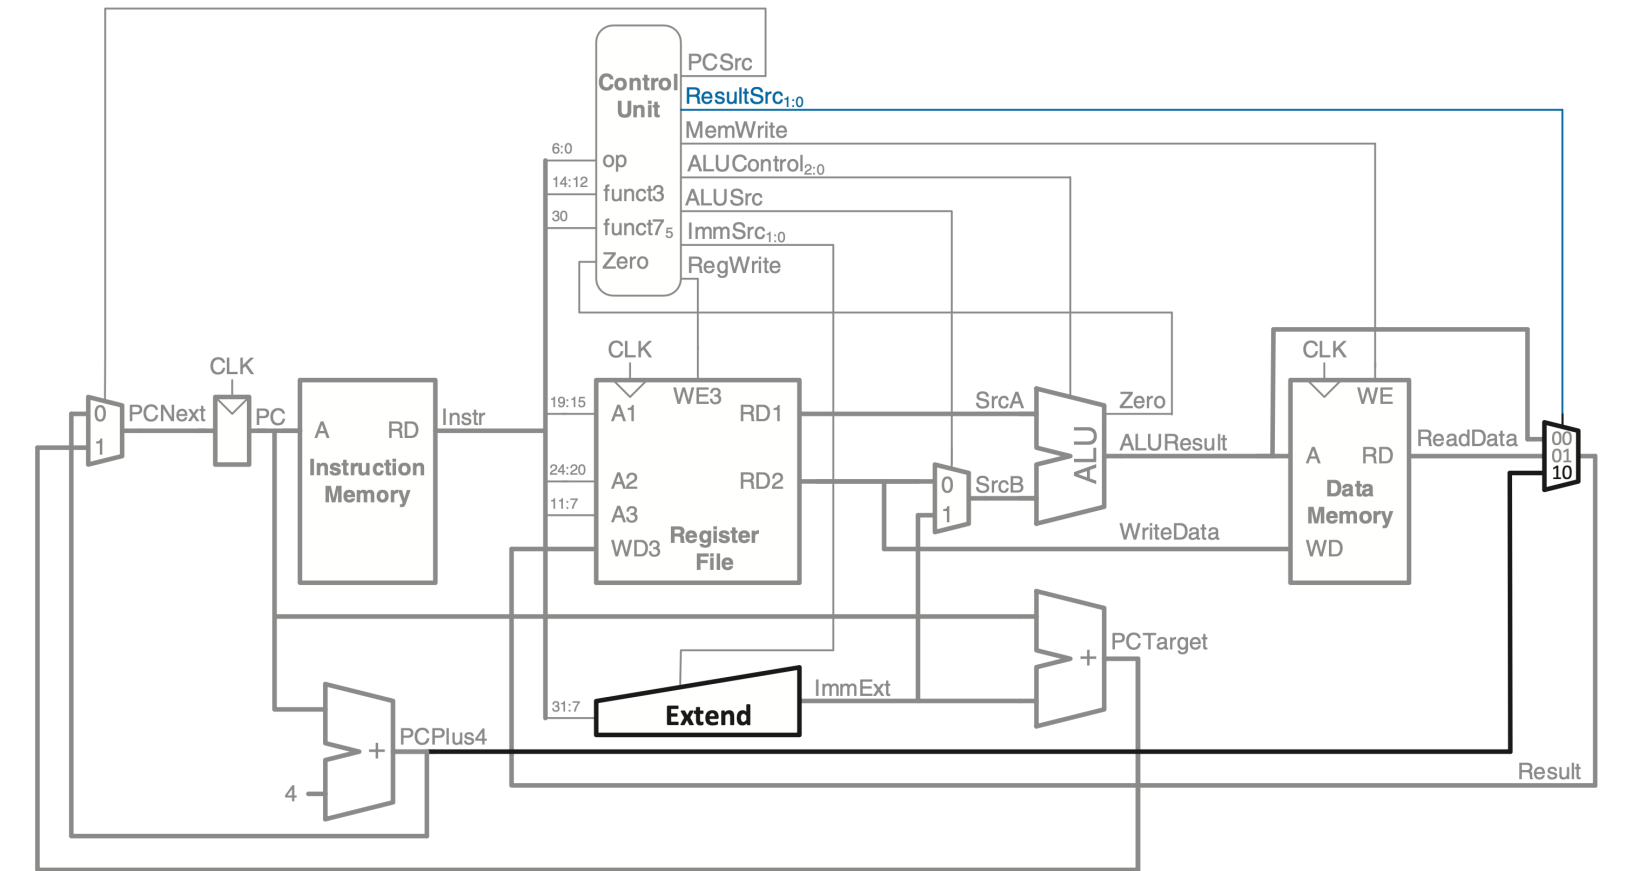 PCSrc
Control
Unit
ResultSrc1:0
MemWrite
6:0
op
ALUControl2:0
14:12
funct3
ALUSrc
30
funct75
ImmSrc1:0
Zero
RegWrite
CLK
CLK
CLK
0
PCNext
PC
1
A
RD
Instr
Instruction
Memory
19:15
A1
WE3
RD1
24:20
A2
RD2
11:7
A3
WD3
Register
File
SrcA
0
SrcB
1
ALU
Zero
ALUResult
WE
A
RD
Data
Memory
WriteData
WD
ReadData
00
01
10
PCTarget
+
31:7
Extend
ImmExt
PCPlus4
+
4
Result